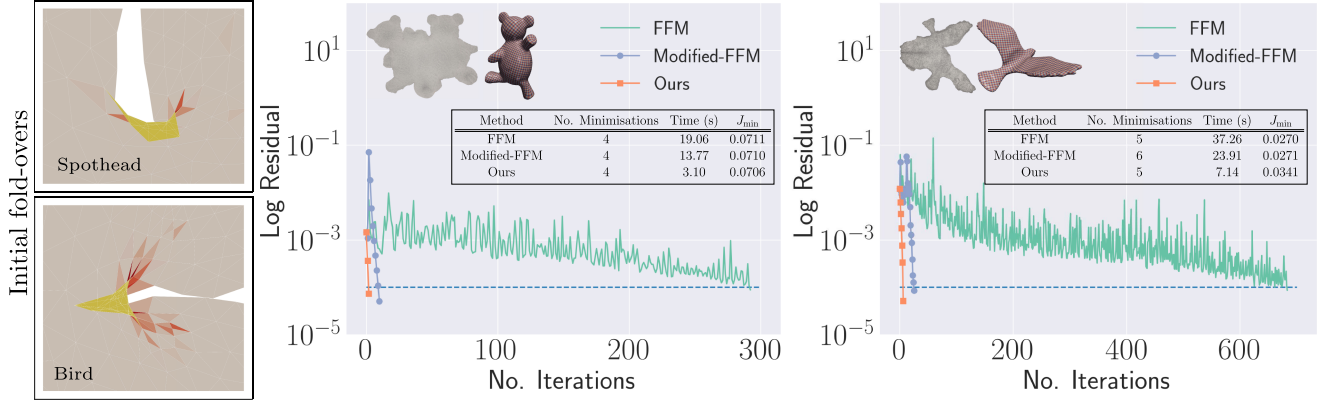 Initial fold-overs
Spothead
Bird
Log Residual
10^1
10^-1
10^-3
10^-5
FFM
Modified-FFM
Ours
Method No. Minimisations Time (s) J_min
FFM 4 19.06 0.0711
Modified-FFM 4 13.77 0.0710
Ours 4 3.10 0.0706
0 100 200 300
No. Iterations
Log Residual
10^1
10^-1
10^-3
10^-5
FFM
Modified-FFM
Ours
Method No. Minimisations Time (s) J_min
FFM 5 37.26 0.0270
Modified-FFM 6 23.91 0.0271
Ours 5 7.14 0.0341
0 200 400 600
No. Iterations